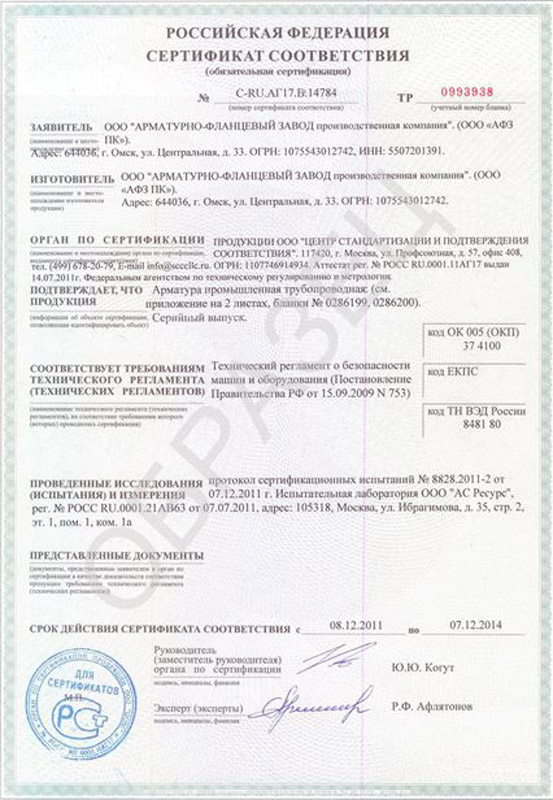 РОССИЙСКАЯ ФЕДЕРАЦИЯ
СЕРТИФИКАТ СООТВЕТСТВИЯ
(обязательная сертификация)
№ C-RU.АГ17.В.14784 ТР 0993938
(номер сертификата соответствия) (учетный номер бланка)
ЗАЯВИТЕЛЬ ООО "АРМАТУРНО-ФЛАНЦЕВЫЙ ЗАВОД производственная компания". (ООО «АФЗ
(наименование и место- ПК»).
Адрес: 644036, г. Омск, ул. Центральная, д. 33. ОГРН: 1075543012742, ИНН: 5507201391.
ИЗГОТОВИТЕЛЬ ООО "АРМАТУРНО-ФЛАНЦЕВЫЙ ЗАВОД производственная компания". (ООО
(наименование и место- «АФЗ ПК»).
нахождение изготовителя Адрес: 644036, г. Омск, ул. Центральная, д. 33. ОГРН: 1075543012742.
продукции)
ОРГАН ПО СЕРТИФИКАЦИИ ПРОДУКЦИИ ООО "ЦЕНТР СТАНДАРТИЗАЦИИ И ПОДТВЕРЖДЕНИЯ
(наименование и местонахождение органа по сертификации, СООТВЕТСТВИЯ". 117420, г. Москва, ул. Профсоюзная, д. 57, офис 408,
тел. (499) 678-20-79, E-mail info@scccllc.ru. ОГРН: 1107746914934. Аттестат рег. № РОСС RU.0001.11АГ17 выдан
14.07.2011г. Федеральным агентством по техническому регулированию и метрологии.
ПОДТВЕРЖДАЕТ, ЧТО Арматура промышленная трубопроводная: (см.
ПРОДУКЦИЯ приложение на 2 листах, бланки № 0286199, 0286200).
(информация об объекте сертификации, Серийный выпуск.
позволяющая идентифицировать объект)
код ОК 005 (ОКП)
37 4100
СООТВЕТСТВУЕТ ТРЕБОВАНИЯМ Технический регламент о безопасности
ТЕХНИЧЕСКОГО РЕГЛАМЕНТА машин и оборудования (Постановление
(ТЕХНИЧЕСКИХ РЕГЛАМЕНТОВ) Правительства РФ от 15.09.2009 N 753)
код ЕКПС
(наименование технического регламента (технических
регламентов), на соответствие требованиям которого
(которых) проводилась сертификация)
код ТН ВЭД России
8481 80
ПРОВЕДЕННЫЕ ИССЛЕДОВАНИЯ протокол сертификационных испытаний № 8828.2011-2 от
(ИСПЫТАНИЯ) И ИЗМЕРЕНИЯ 07.12.2011 г. Испытательная лаборатория ООО "АС Ресурс",
рег. № РОСС RU.0001.21АВ63 от 07.07.2011, адрес: 105318, Москва, ул. Ибрагимова, д. 35, стр. 2,
эт. 1, пом. 1, ком. 1а
ПРЕДСТАВЛЕННЫЕ ДОКУМЕНТЫ
(документы, представленные заявителем в орган по
сертификации в качестве доказательств соответствия
продукции требованиям технического регламента
(технических регламентов))
СРОК ДЕЙСТВИЯ СЕРТИФИКАТА СООТВЕТСТВИЯ с 08.12.2011 по 07.12.2014
Руководитель
(заместитель руководителя)
органа по сертификации Ю.Ю. Когут
подпись, инициалы, фамилия
Эксперт (эксперты) Р.Ф. Афлятонов
подпись, инициалы, фамилия
ДЛЯ
СЕРТИФИКАТОВ
М.П.
ОБРАЗЕЦ